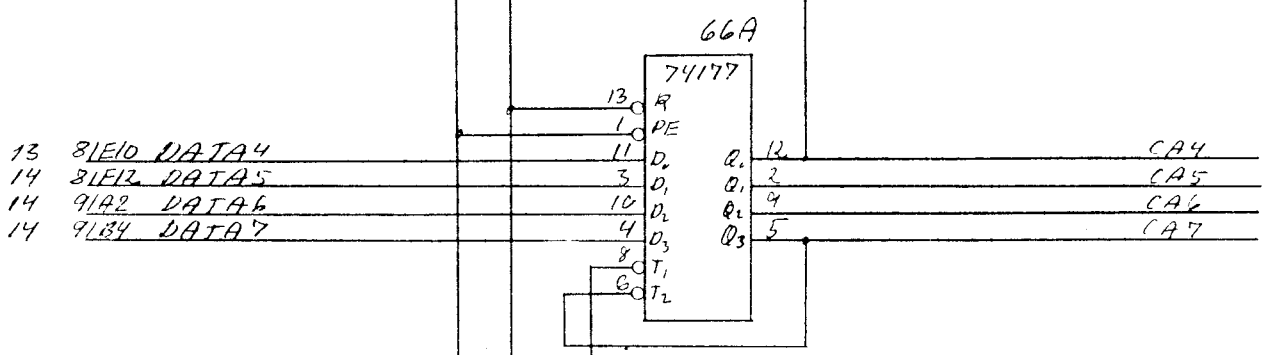 66A
74177
13 R
1 PE
13 81E10 DATA4 11 D0 Q0 12 CA4
14 81F12 DATA5 3 D1 Q1 2 CA5
14 91A2 DATA6 10 D2 Q2 9 CA6
14 91B4 DATA7 4 D3 Q3 5 CA7
8 T1
6 T2